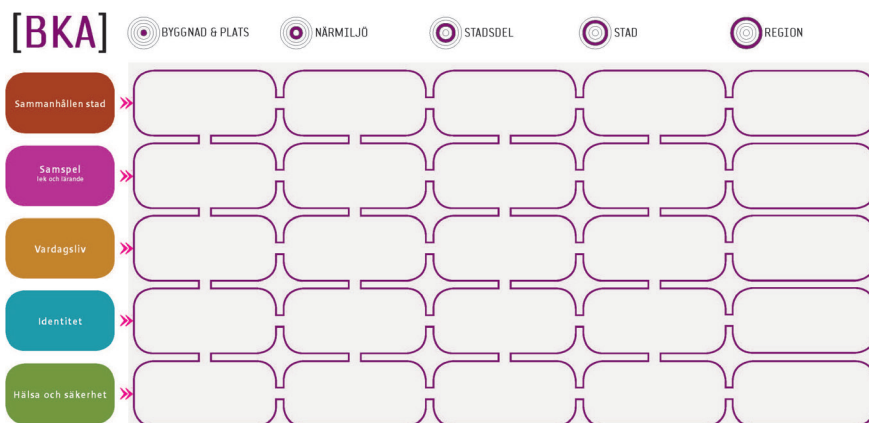 [BKA]
BYGGNAD & PLATS NÄRMILJÖ STADSDEL STAD REGION
Sammanhållen stad
Samspel
lek och lärande
Vardagsliv
Identitet
Hälsa och säkerhet